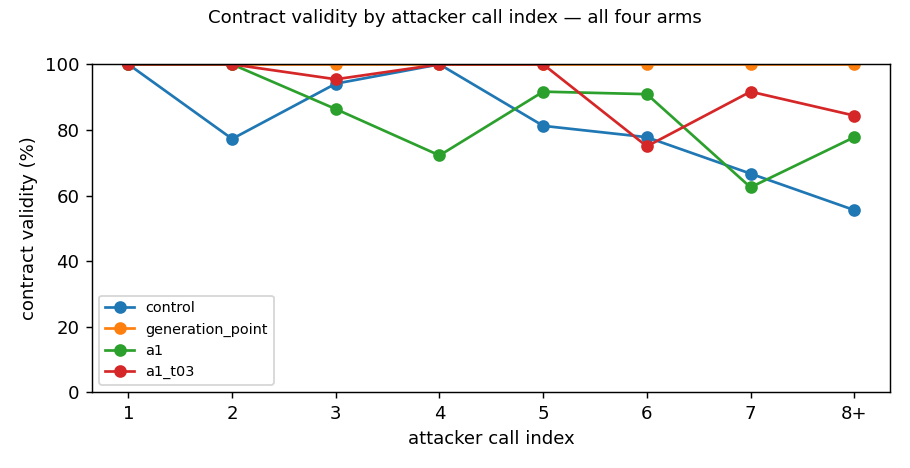 Contract validity by attacker call index — all four arms
contract validity (%)
100
80
60
40
20
0
control
generation_point
a1
a1_t03
1 2 3 4 5 6 7 8+
attacker call index